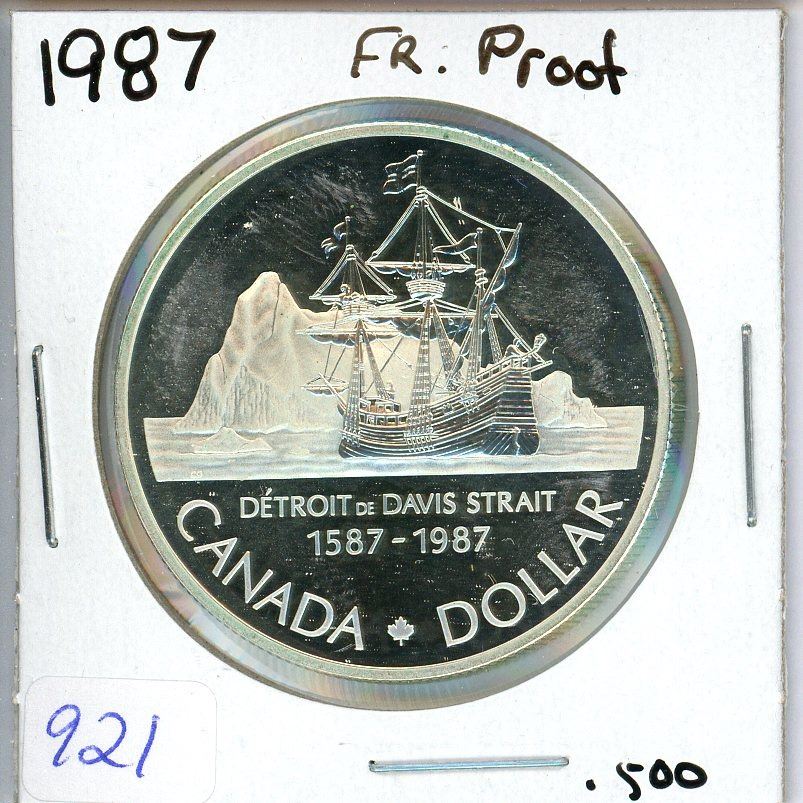 1987 FR. Proof
DÉTROIT DE DAVIS STRAIT
1587-1987
CANADA DOLLAR
921
.500